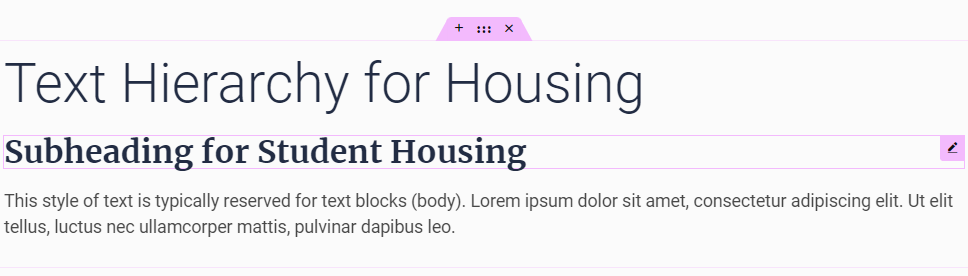 Text Hierarchy for Housing
Subheading for Student Housing
This style of text is typically reserved for text blocks (body). Lorem ipsum dolor sit amet, consectetur adipiscing elit. Ut elit
tellus, luctus nec ullamcorper mattis, pulvinar dapibus leo.